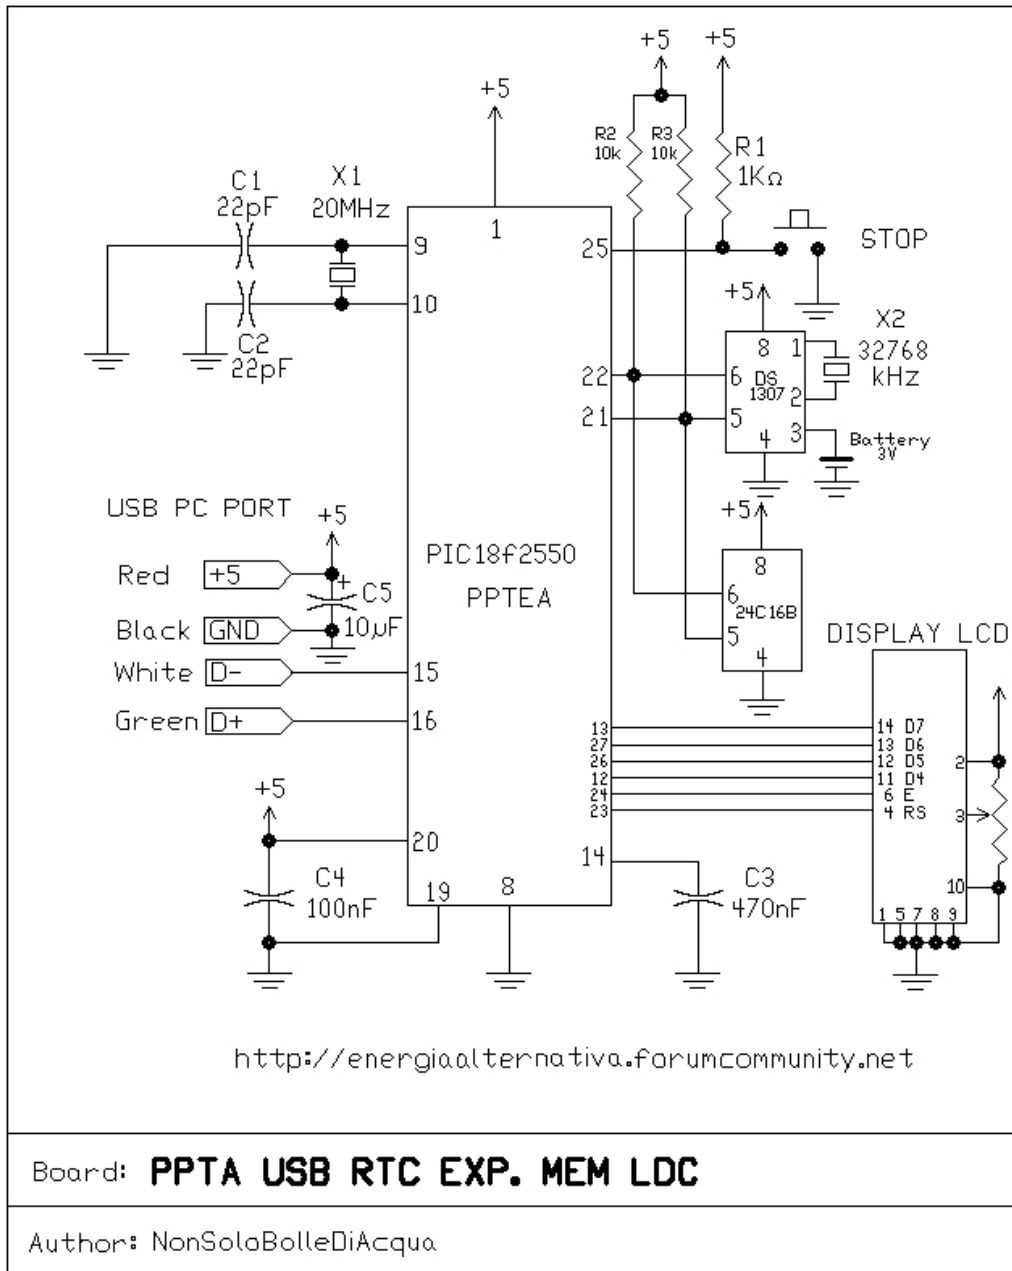 +5 +5
+5
R2
10k
R3
10k
R1
1KΩ
C1
22pF
X1
20MHz
1
9
25
STOP
10
C2
22pF
+5
X2
32768
kHz
8
1
22
6
DS
1307
2
21
5
3
4
Battery
3V
USB PC PORT
+5
+5
PIC18f2550
PPTEA
8
Red
+5
+
C5
10µF
6
24C16B
5
4
Black
GND
DISPLAY LCD
White
D-
15
Green
D+
16
13
14 D7
27
13 D6
26
12 D5
2
12
11 D4
24
6 E
23
4 RS
3
+5
20
14
C4
100nF
19
8
C3
470nF
10
1 5 7 8 9
http://energiaalternativa.forumcommunity.net
Board: PPTA USB RTC EXP. MEM LDC
Author: NonSoloBolleDiAcqua